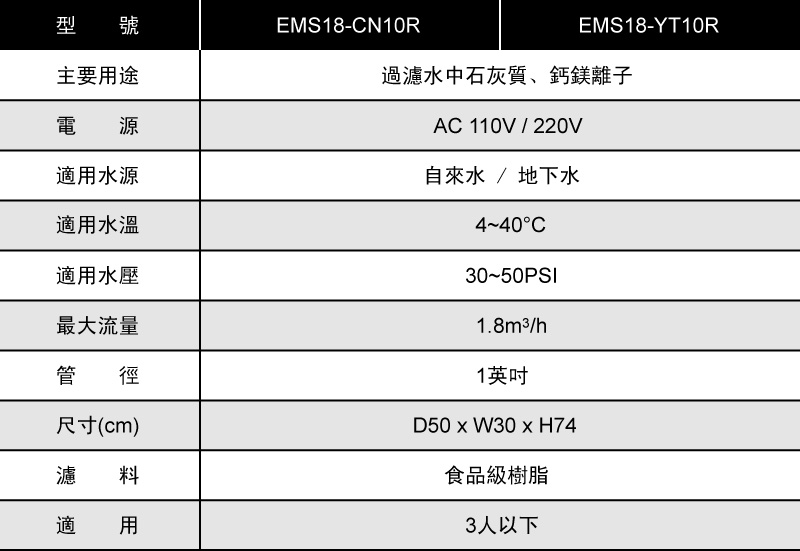 型 號 EMS18-CN10R EMS18-YT10R
主要用途 過濾水中石灰質、鈣鎂離子
電 源 AC 110V / 220V
適用水源 自來水 / 地下水
適用水溫 4~40°C
適用水壓 30~50PSI
最大流量 1.8m³/h
管 徑 1英吋
尺寸(cm) D50 x W30 x H74
濾 料 食品級樹脂
適 用 3人以下